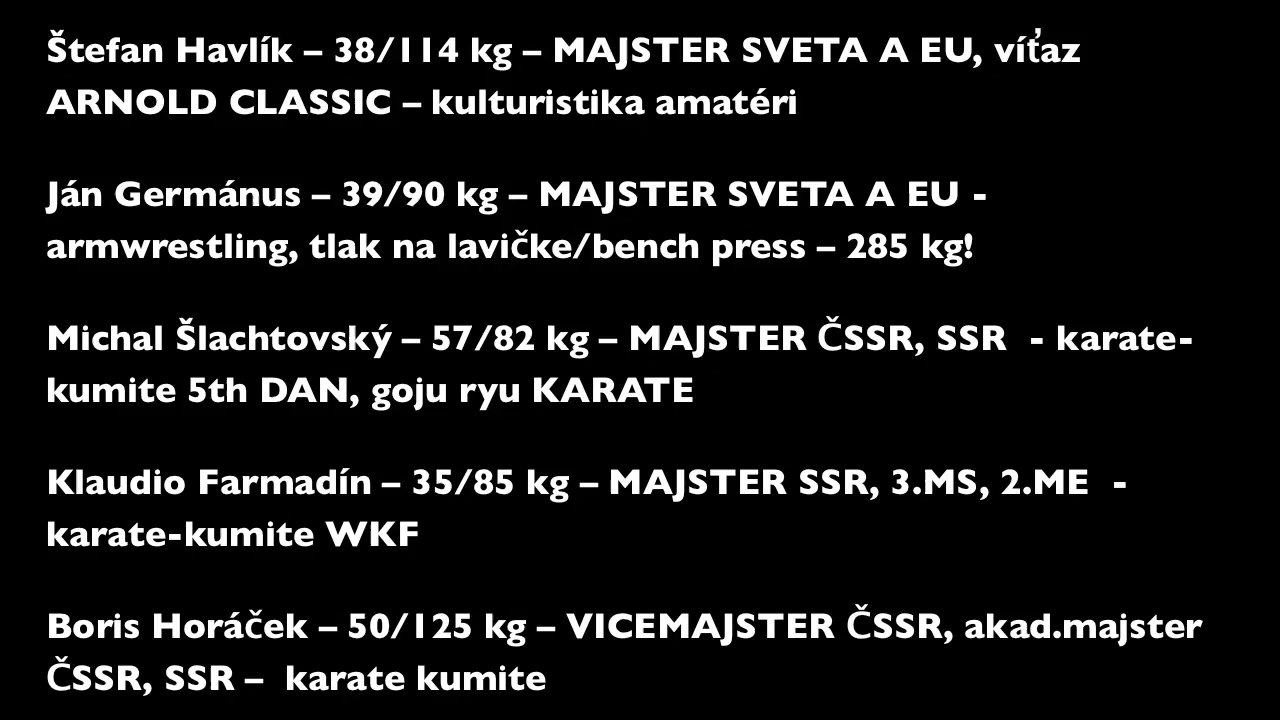 Štefan Havlík – 38/114 kg – MAJSTER SVETA A EU, víťaz
ARNOLD CLASSIC – kulturistika amatéri
Ján Germánus – 39/90 kg – MAJSTER SVETA A EU -
armwrestling, tlak na lavičke/bench press – 285 kg!
Michal Šlachtovský – 57/82 kg – MAJSTER ČSSR, SSR  - karate-
kumite 5th DAN, goju ryu KARATE
Klaudio Farmadín – 35/85 kg – MAJSTER SSR, 3.MS, 2.ME  -
karate-kumite WKF
Boris Horáček – 50/125 kg – VICEMAJSTER ČSSR, akad.majster
ČSSR, SSR –  karate kumite